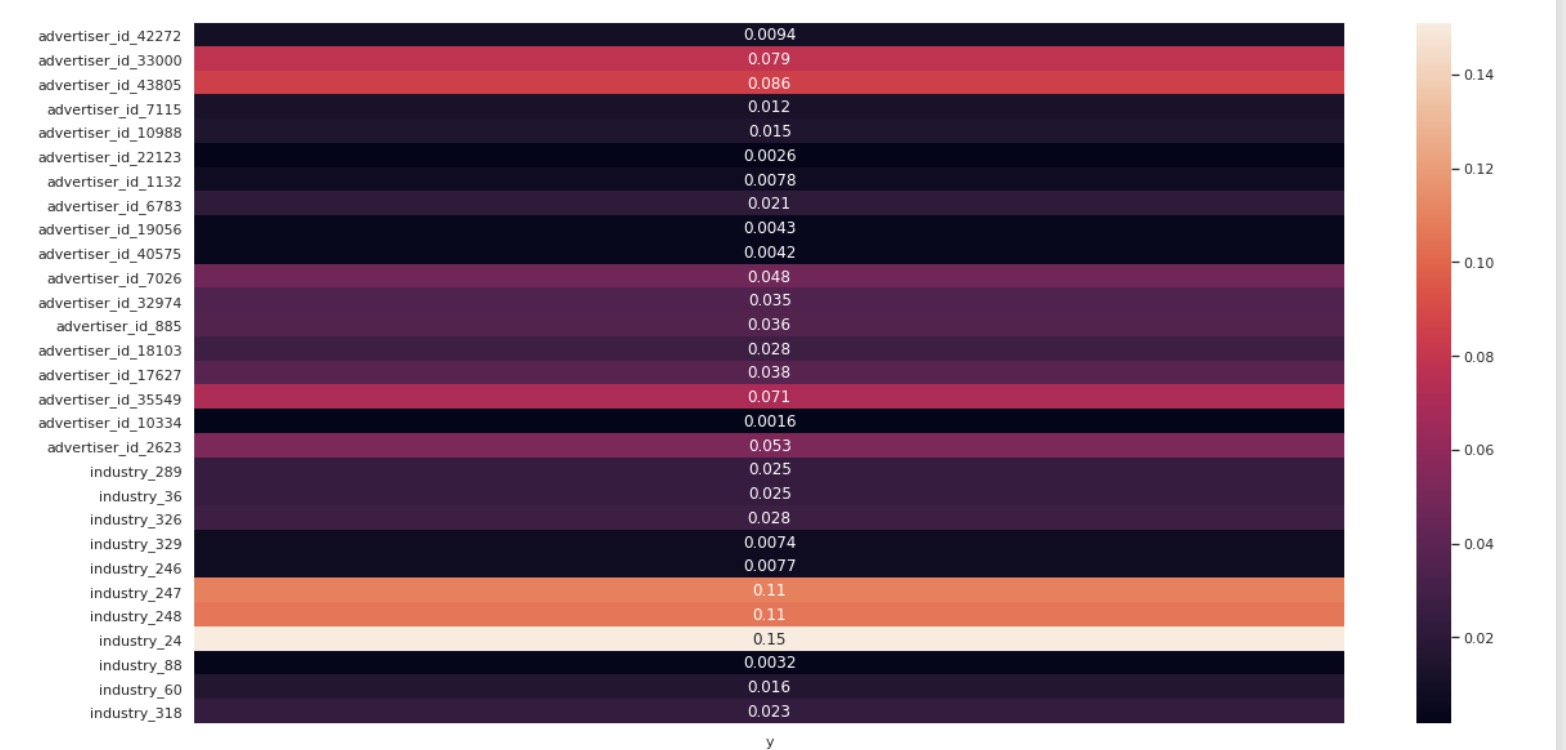 advertiser_id_42272 0.0094
advertiser_id_33000 0.079
advertiser_id_43805 0.086
advertiser_id_7115 0.012
advertiser_id_10988 0.015
advertiser_id_22123 0.0026
advertiser_id_1132 0.0078
advertiser_id_6783 0.021
advertiser_id_19056 0.0043
advertiser_id_40575 0.0042
advertiser_id_7026 0.048
advertiser_id_32974 0.035
advertiser_id_885 0.036
advertiser_id_18103 0.028
advertiser_id_17627 0.038
advertiser_id_35549 0.071
advertiser_id_10334 0.0016
advertiser_id_2623 0.053
industry_289 0.025
industry_36 0.025
industry_326 0.028
industry_329 0.0074
industry_246 0.0077
industry_247 0.11
industry_248 0.11
industry_24 0.15
industry_88 0.0032
industry_60 0.016
industry_318 0.023
y
0.14
0.12
0.10
0.08
0.06
0.04
0.02